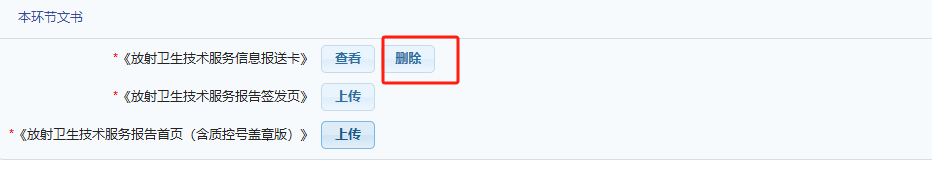 本环节文书
*《放射卫生技术服务信息报送卡》 查看 删除
*《放射卫生技术服务报告签发页》 上传
*《放射卫生技术服务报告首页（含质控号盖章版）》 上传